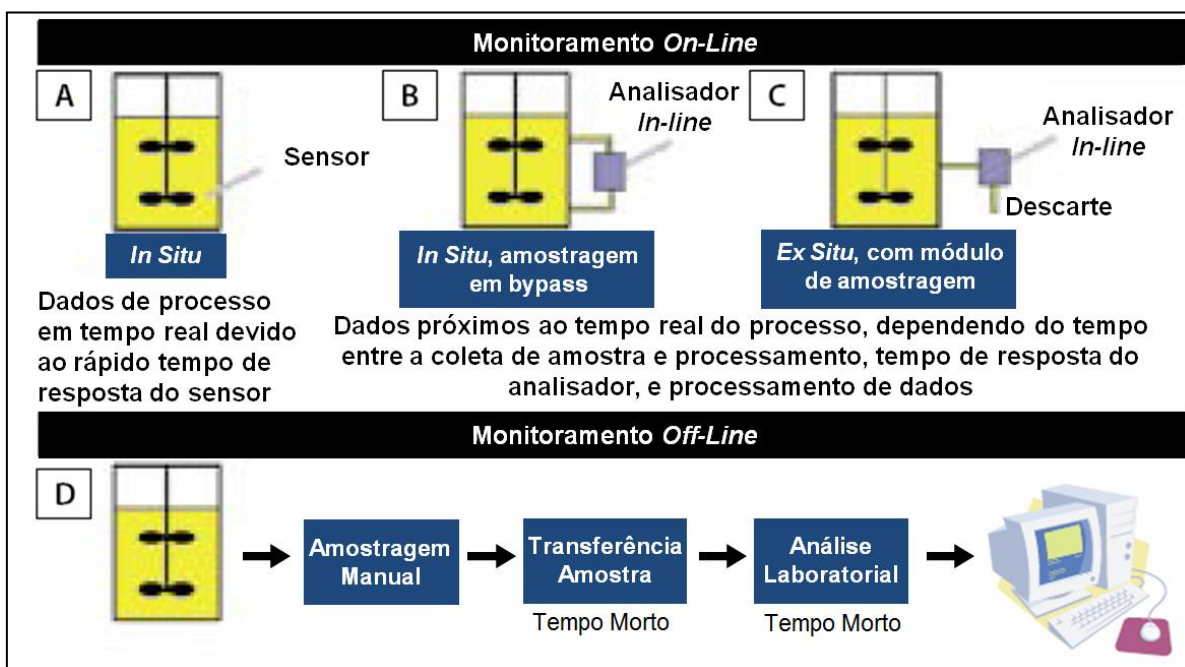 Monitoramento On-Line
A
Sensor
In Situ
Dados de processo
em tempo real devido
ao rápido tempo de
resposta do sensor
B
Analisador
In-line
In Situ, amostragem
em bypass
C
Analisador
In-line
Descarte
Ex Situ, com módulo
de amostragem
Dados próximos ao tempo real do processo, dependendo do tempo
entre a coleta de amostra e processamento, tempo de resposta do
analisador, e processamento de dados
Monitoramento Off-Line
D
Amostragem
Manual
Transferência
Amostra
Tempo Morto
Análise
Laboratorial
Tempo Morto